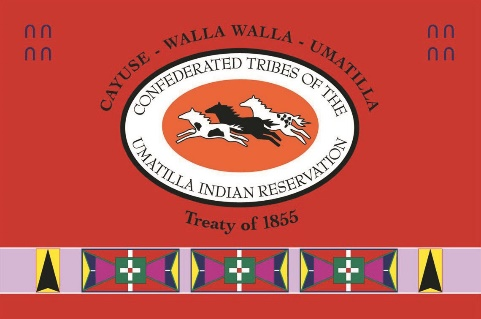 CAYUSE - WALLA WALLA - UMATILLA
CONFEDERATED TRIBES OF THE
UMATILLA INDIAN RESERVATION
Treaty of 1855